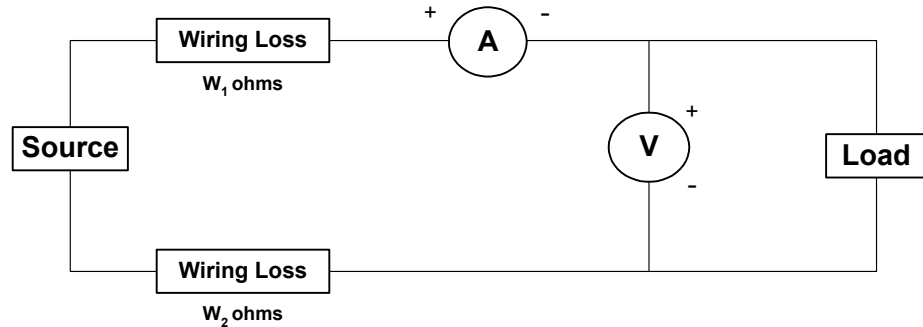 Wiring Loss
W1 ohms
+
-
A
Source
V
+
-
Load
Wiring Loss
W2 ohms